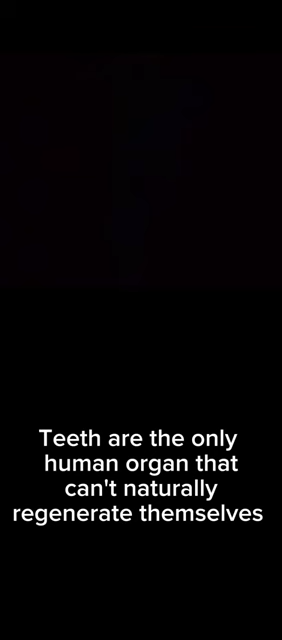 Teeth are the only
human organ that
can't naturally
regenerate themselves